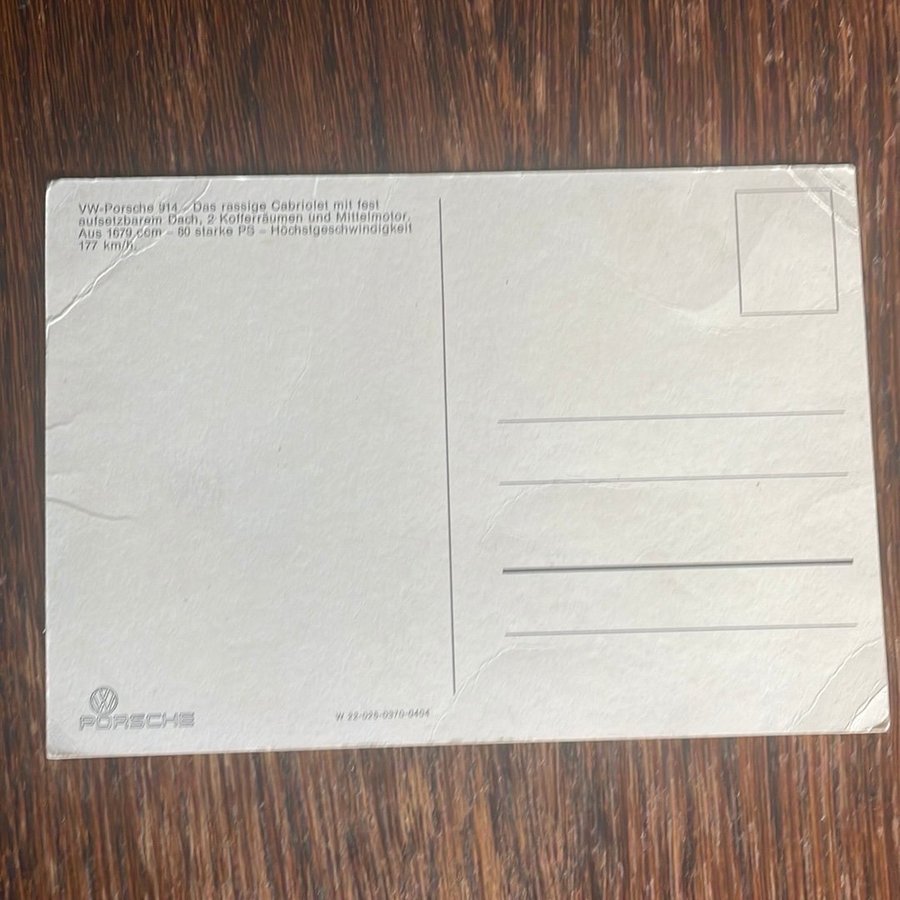 VW-Porsche 914 - Das rassige Cabriolet mit fest
aufsetzbarem Dach, 2 Kofferräumen und Mittelmotor.
Aus 1679 ccm – 80 starke PS – Höchstgeschwindigkeit
177 km/h.
VW
PORSCHE
W 22-025-0370-0404